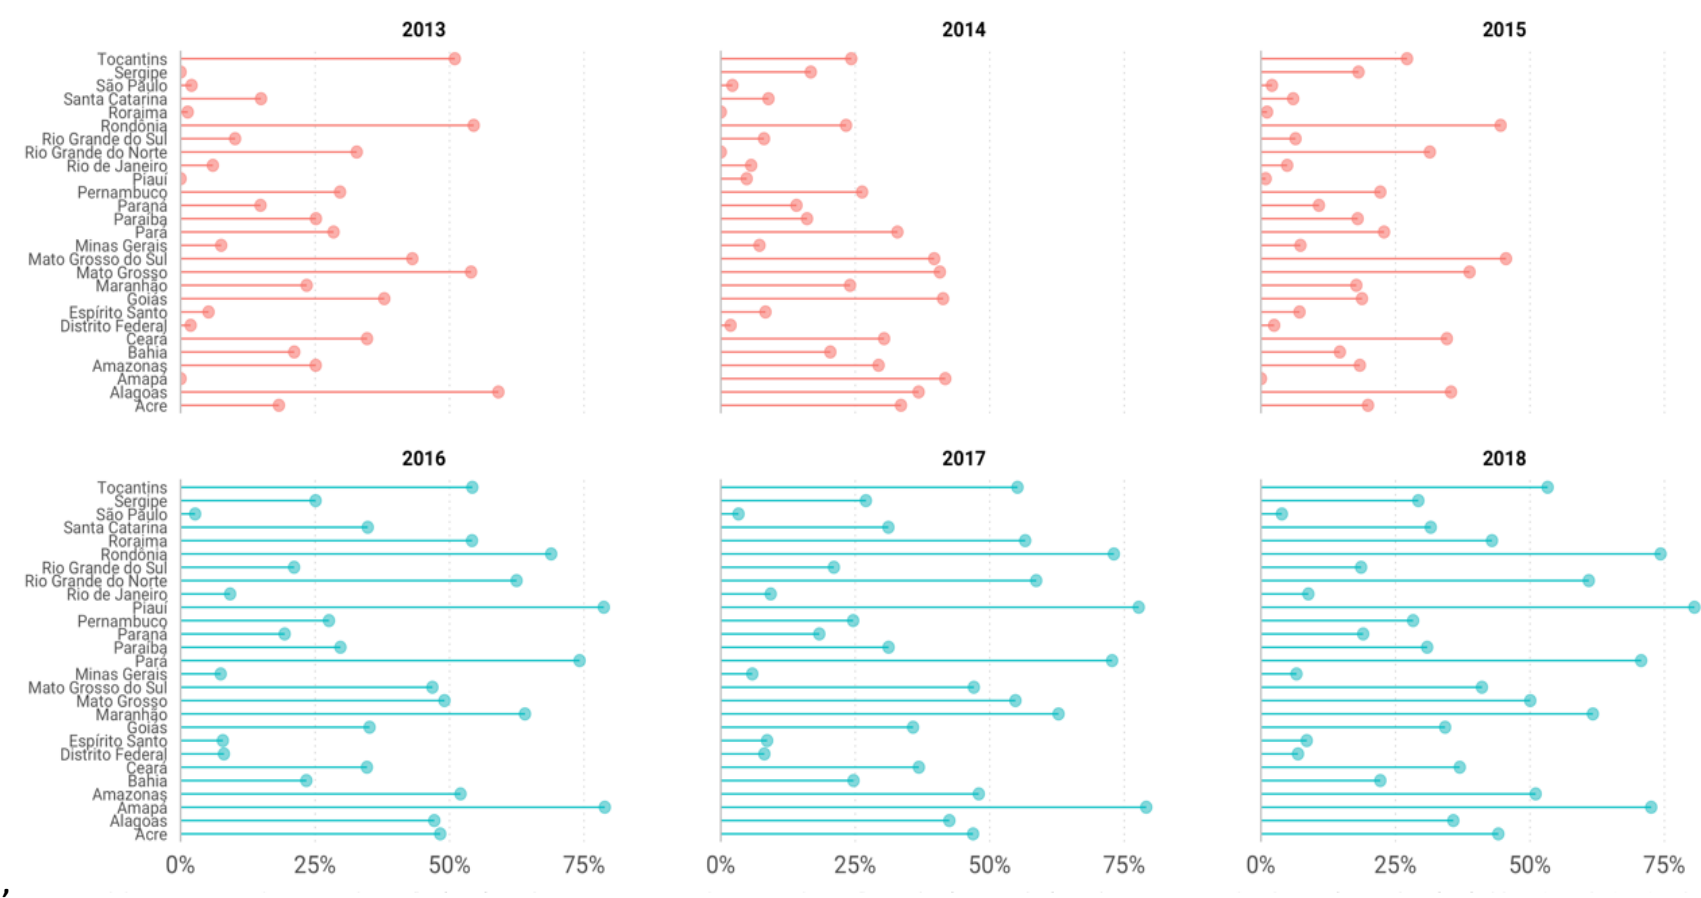 2013 2014 2015
Tocantins
Sergipe
São Paulo
Santa Catarina
Roraima
Rondônia
Rio Grande do Sul
Rio Grande do Norte
Rio de Janeiro
Piauí
Pernambuco
Paraná
Paraíba
Pará
Minas Gerais
Mato Grosso do Sul
Mato Grosso
Maranhão
Goiás
Espírito Santo
Distrito Federal
Ceará
Bahia
Amazonas
Amapá
Alagoas
Acre
2016 2017 2018
Tocantins
Sergipe
São Paulo
Santa Catarina
Roraima
Rondônia
Rio Grande do Sul
Rio Grande do Norte
Rio de Janeiro
Piauí
Pernambuco
Paraná
Paraíba
Pará
Minas Gerais
Mato Grosso do Sul
Mato Grosso
Maranhão
Goiás
Espírito Santo
Distrito Federal
Ceará
Bahia
Amazonas
Amapá
Alagoas
Acre
0% 25% 50% 75% 0% 25% 50% 75% 0% 25% 50% 75%
,